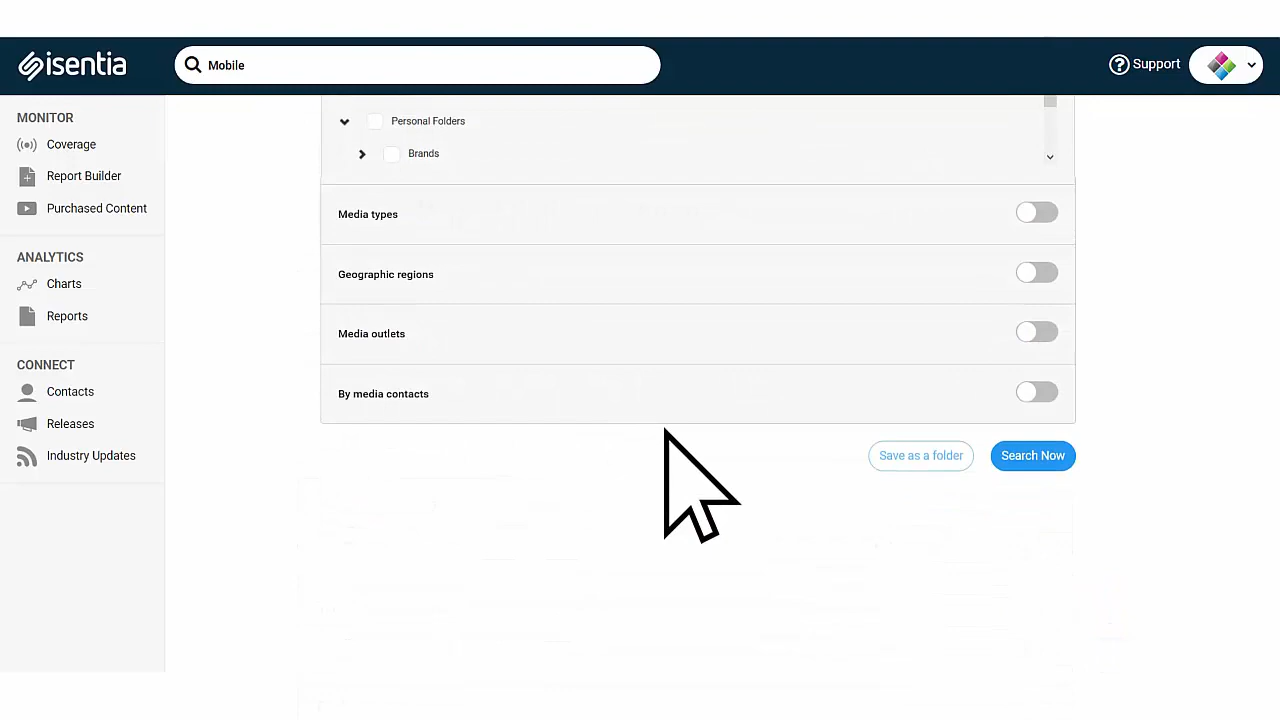 isentia
Mobile
Support
MONITOR
Coverage
Report Builder
Purchased Content
ANALYTICS
Charts
Reports
CONNECT
Contacts
Releases
Industry Updates
Personal Folders
Brands
Media types
Geographic regions
Media outlets
By media contacts
Save as a folder
Search Now